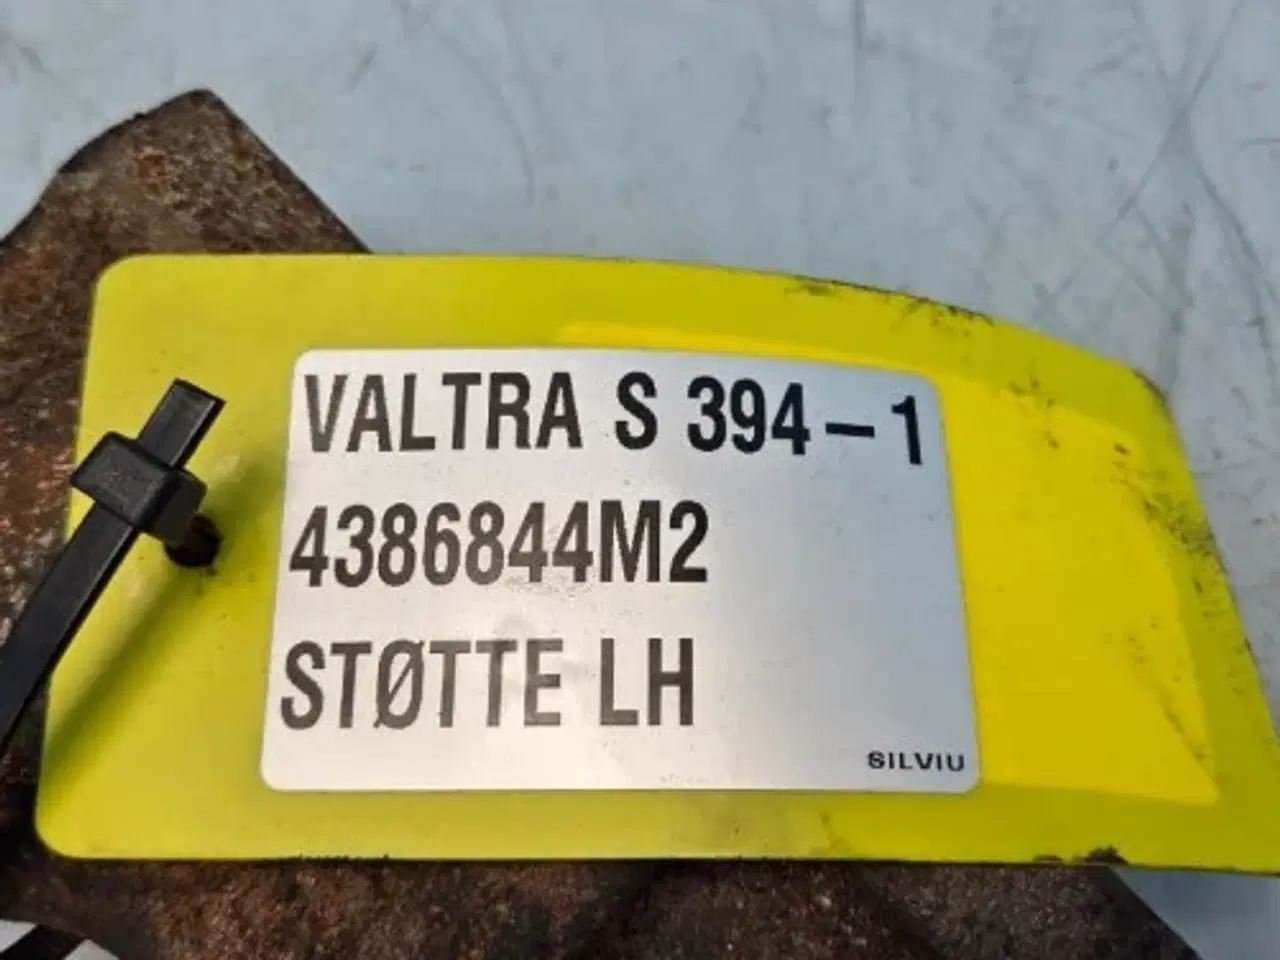 VALTRA S 394-1
4386844M2
STØTTE LH
SILVIU